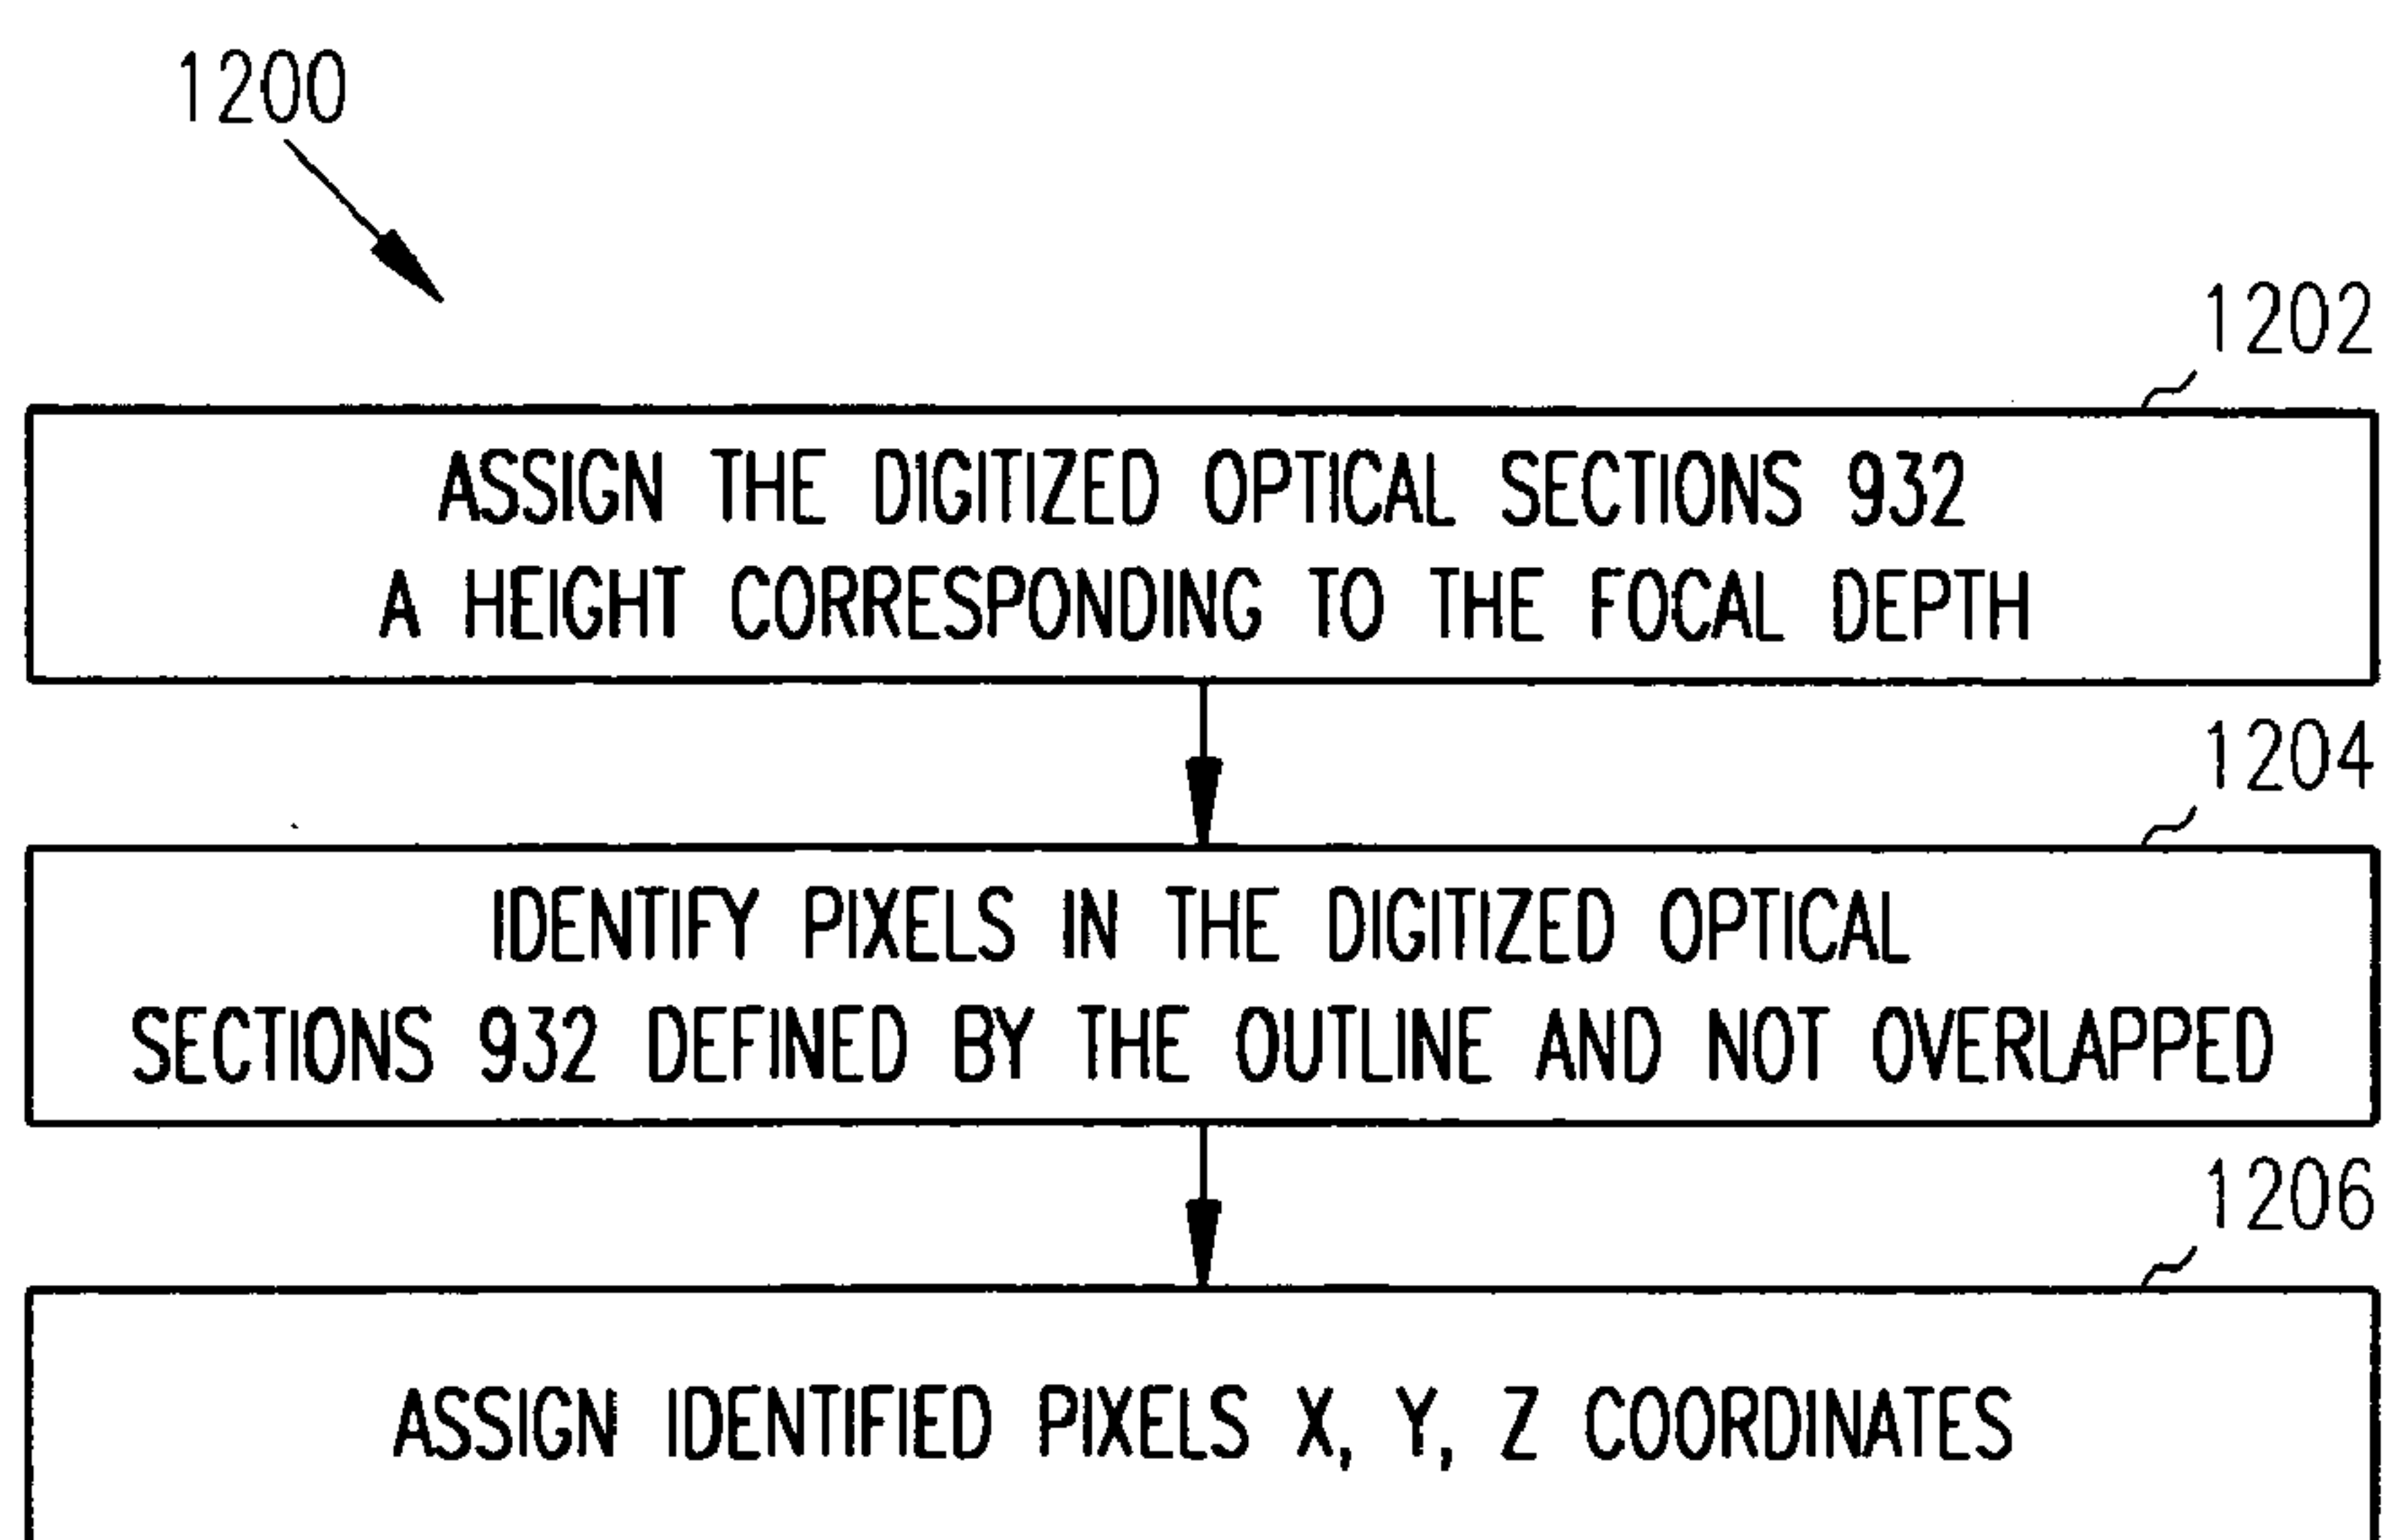 1200
1202
ASSIGN THE DIGITIZED OPTICAL SECTIONS 932
A HEIGHT CORRESPONDING TO THE FOCAL DEPTH
1204
IDENTIFY PIXELS IN THE DIGITIZED OPTICAL
SECTIONS 932 DEFINED BY THE OUTLINE AND NOT OVERLAPPED
1206
ASSIGN IDENTIFIED PIXELS X, Y, Z COORDINATES